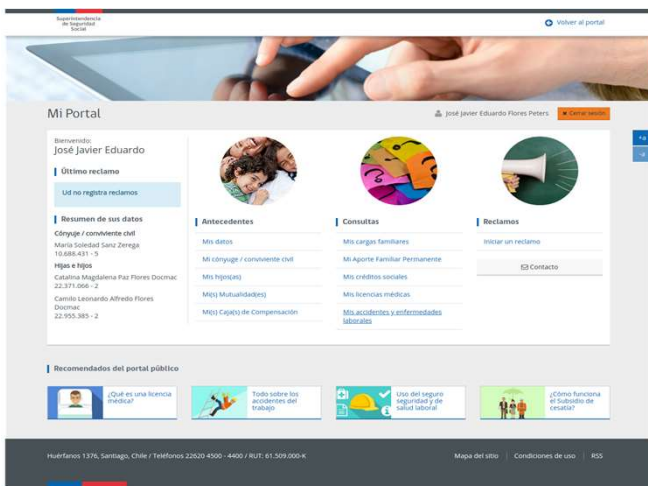 Superintendencia
de Seguridad
Social
Volver al portal
Mi Portal
José Javier Eduardo Flores Peters
Cerrar sesión
+a
-a
Bienvenido:
José Javier Eduardo
Último reclamo
Ud no registra reclamos
Resumen de sus datos
Cónyuje / conviviente civil
María Soledad Sanz Zerega
10.688.431 - 5
Hijas e hijos
Catalina Magdalena Paz Flores Docmac
22.371.066 - 2
Camilo Leonardo Alfredo Flores
Docmac
22.955.385 - 2
Antecedentes
Mis datos
Mi cónyuge / conviviente civil
Mis hijos(as)
Mi(s) Mutualidad(es)
Mi(s) Caja(s) de Compensación
Consultas
Mis cargas familiares
Mi Aporte Familiar Permanente
Mis créditos sociales
Mis licencias médicas
Mis accidentes y enfermedades
laborales
Reclamos
Iniciar un reclamo
Contacto
Recomendados del portal público
¿Qué es una licencia
médica?
Todo sobre los
accidentes del
trabajo
Uso del seguro
seguridad y de
salud laboral
¿Cómo funciona
el Subsidio de
cesatía?
Huérfanos 1376, Santiago, Chile / Teléfonos 22620 4500 - 4400 / RUT: 61.509.000-K
Mapa del sitio | Condiciones de uso | RSS